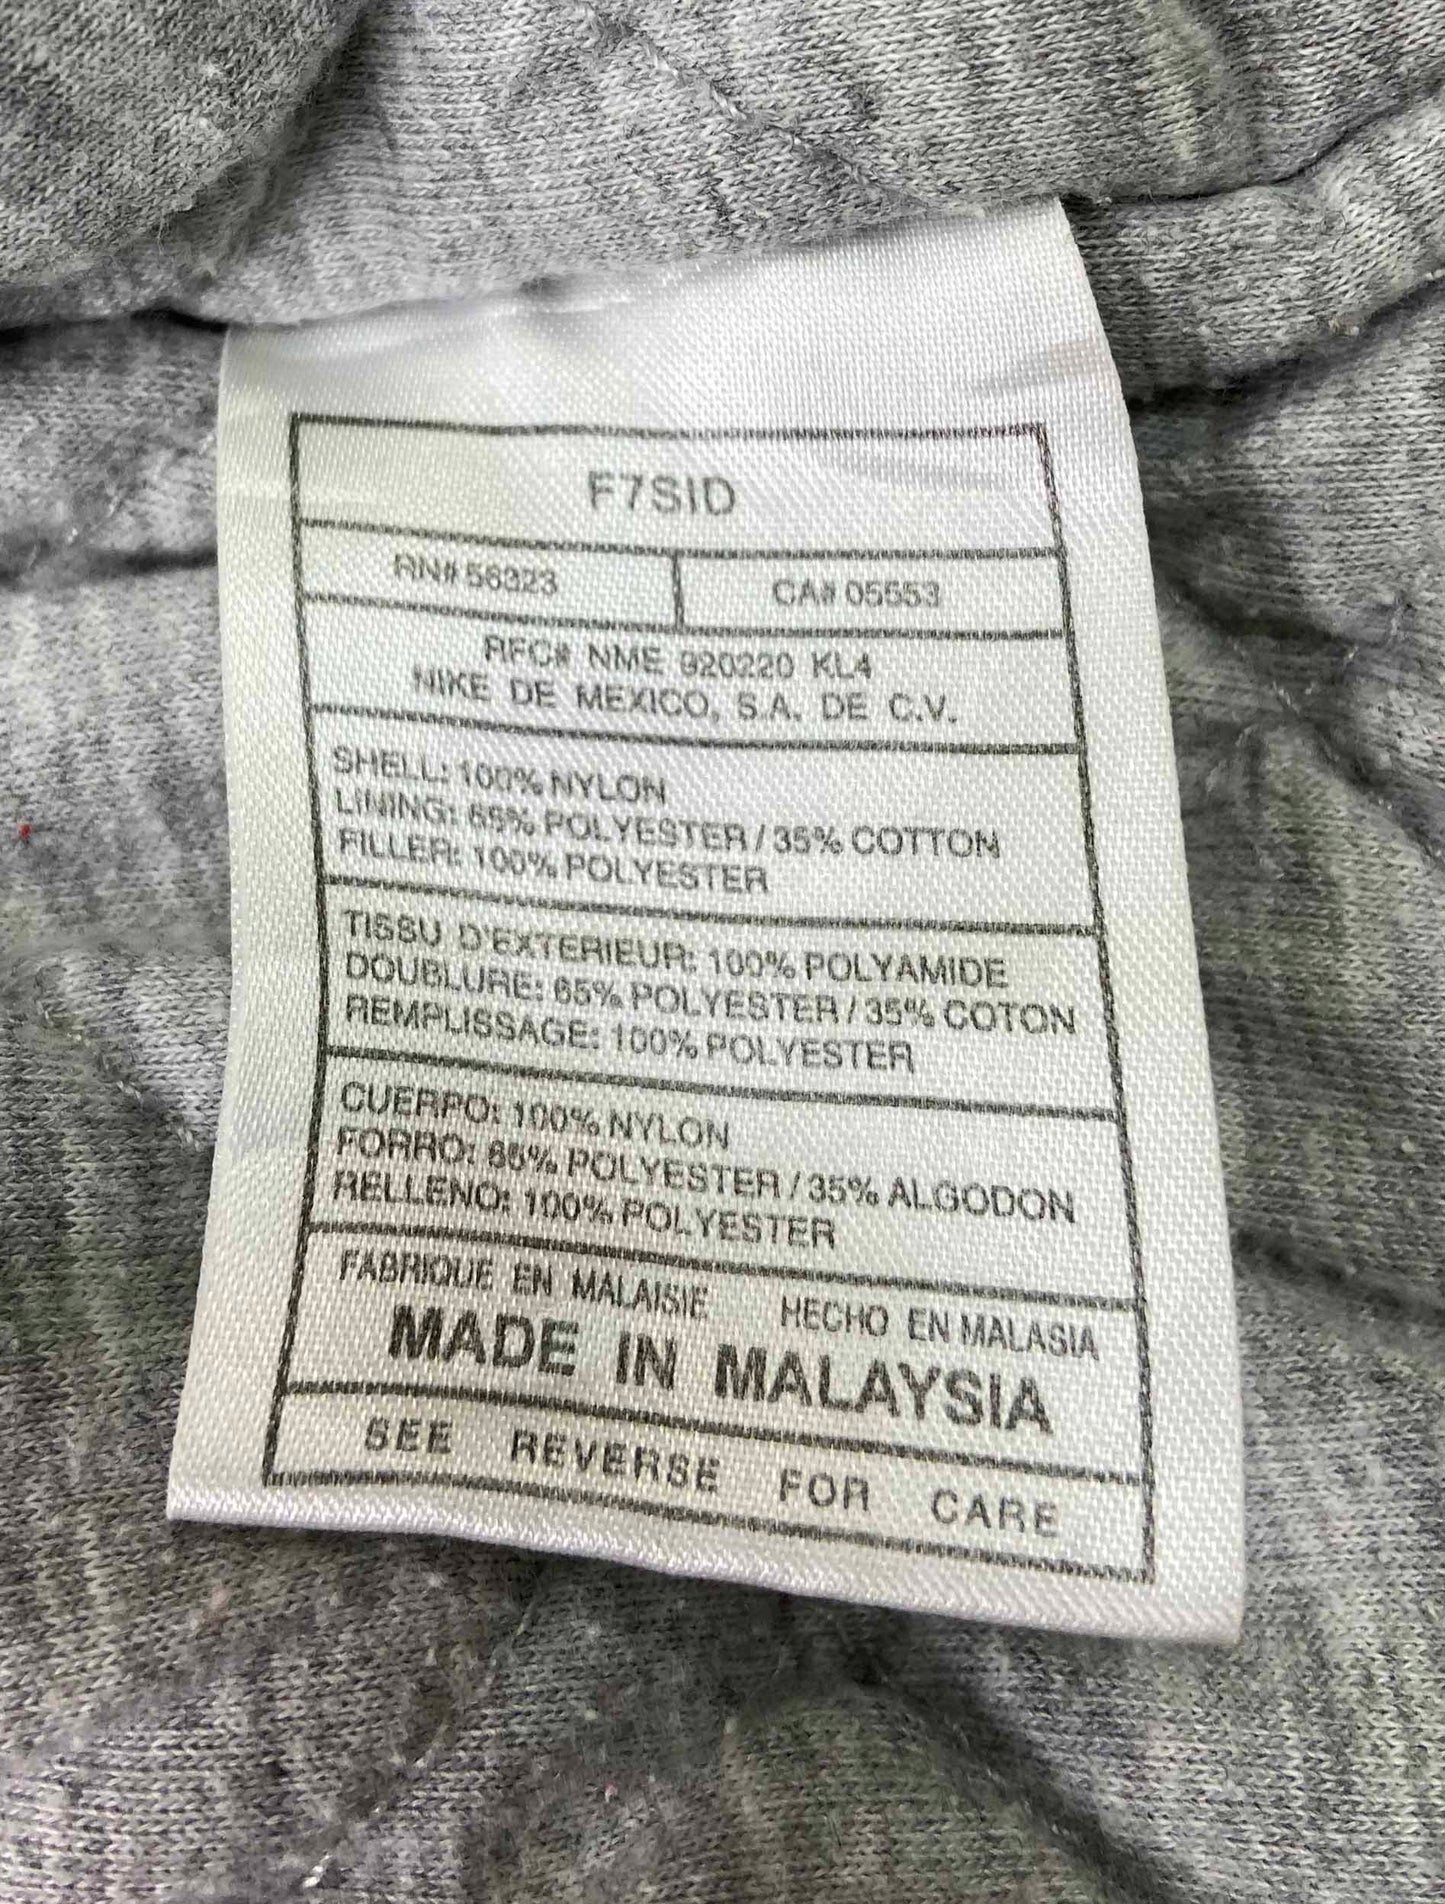 F7SID
RN# 56323 CA# 05553
RFC# NME 920220 KL4
NIKE DE MEXICO, S.A. DE C.V.
SHELL: 100% NYLON
LINING: 65% POLYESTER / 35% COTTON
FILLER: 100% POLYESTER
TISSU D'EXTERIEUR: 100% POLYAMIDE
DOUBLURE: 65% POLYESTER / 35% COTON
REMPLISSAGE: 100% POLYESTER
CUERPO: 100% NYLON
FORRO: 65% POLYESTER / 35% ALGODON
RELLENO: 100% POLYESTER
FABRIQUE EN MALAISIE HECHO EN MALASIA
MADE IN MALAYSIA
SEE REVERSE FOR CARE